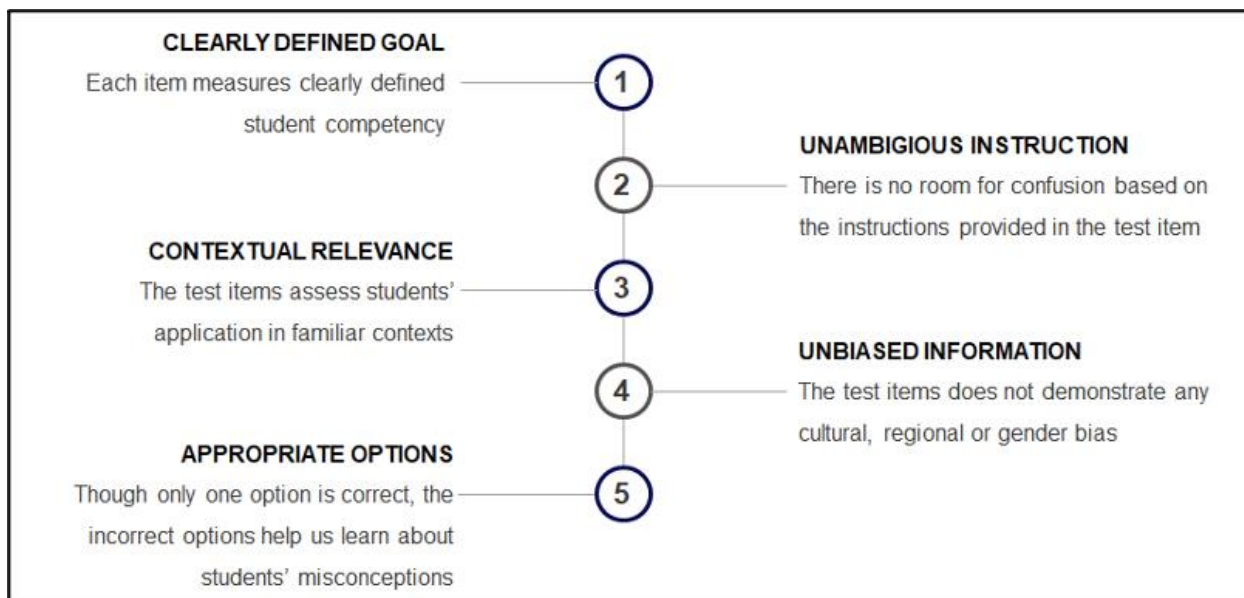 CLEARLY DEFINED GOAL
Each item measures clearly defined
student competency
1
UNAMBIGIOUS INSTRUCTION
There is no room for confusion based on
the instructions provided in the test item
2
CONTEXTUAL RELEVANCE
The test items assess students'
application in familiar contexts
3
UNBIASED INFORMATION
The test items does not demonstrate any
cultural, regional or gender bias
4
APPROPRIATE OPTIONS
Though only one option is correct, the
incorrect options help us learn about
students' misconceptions
5